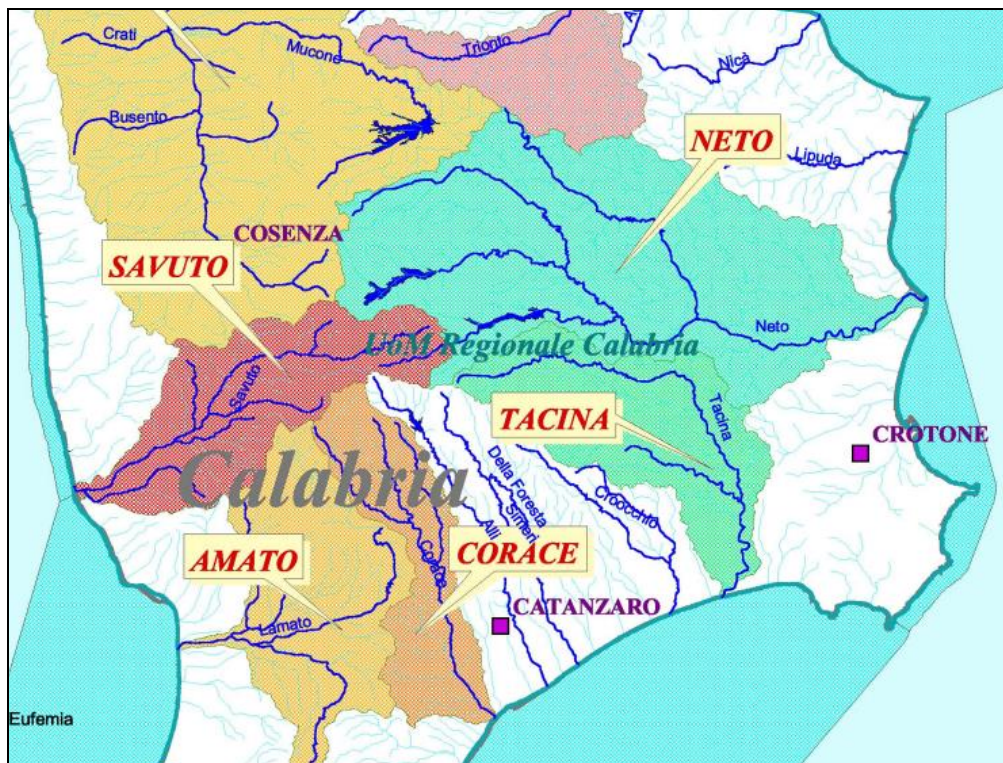 Crati
Mucone
Trionto
A
Nicà
Busento
NETO
Lipuda
COSENZA
SAVUTO
Neto
UoM Regionale Calabria
Savuto
Tacina
TACINA
CROTONE
Calabria
Della Foresta
Simeri
Crocchio
Alli
AMATO
Corace
CORACE
CATANZARO
Lamato
Eufemia